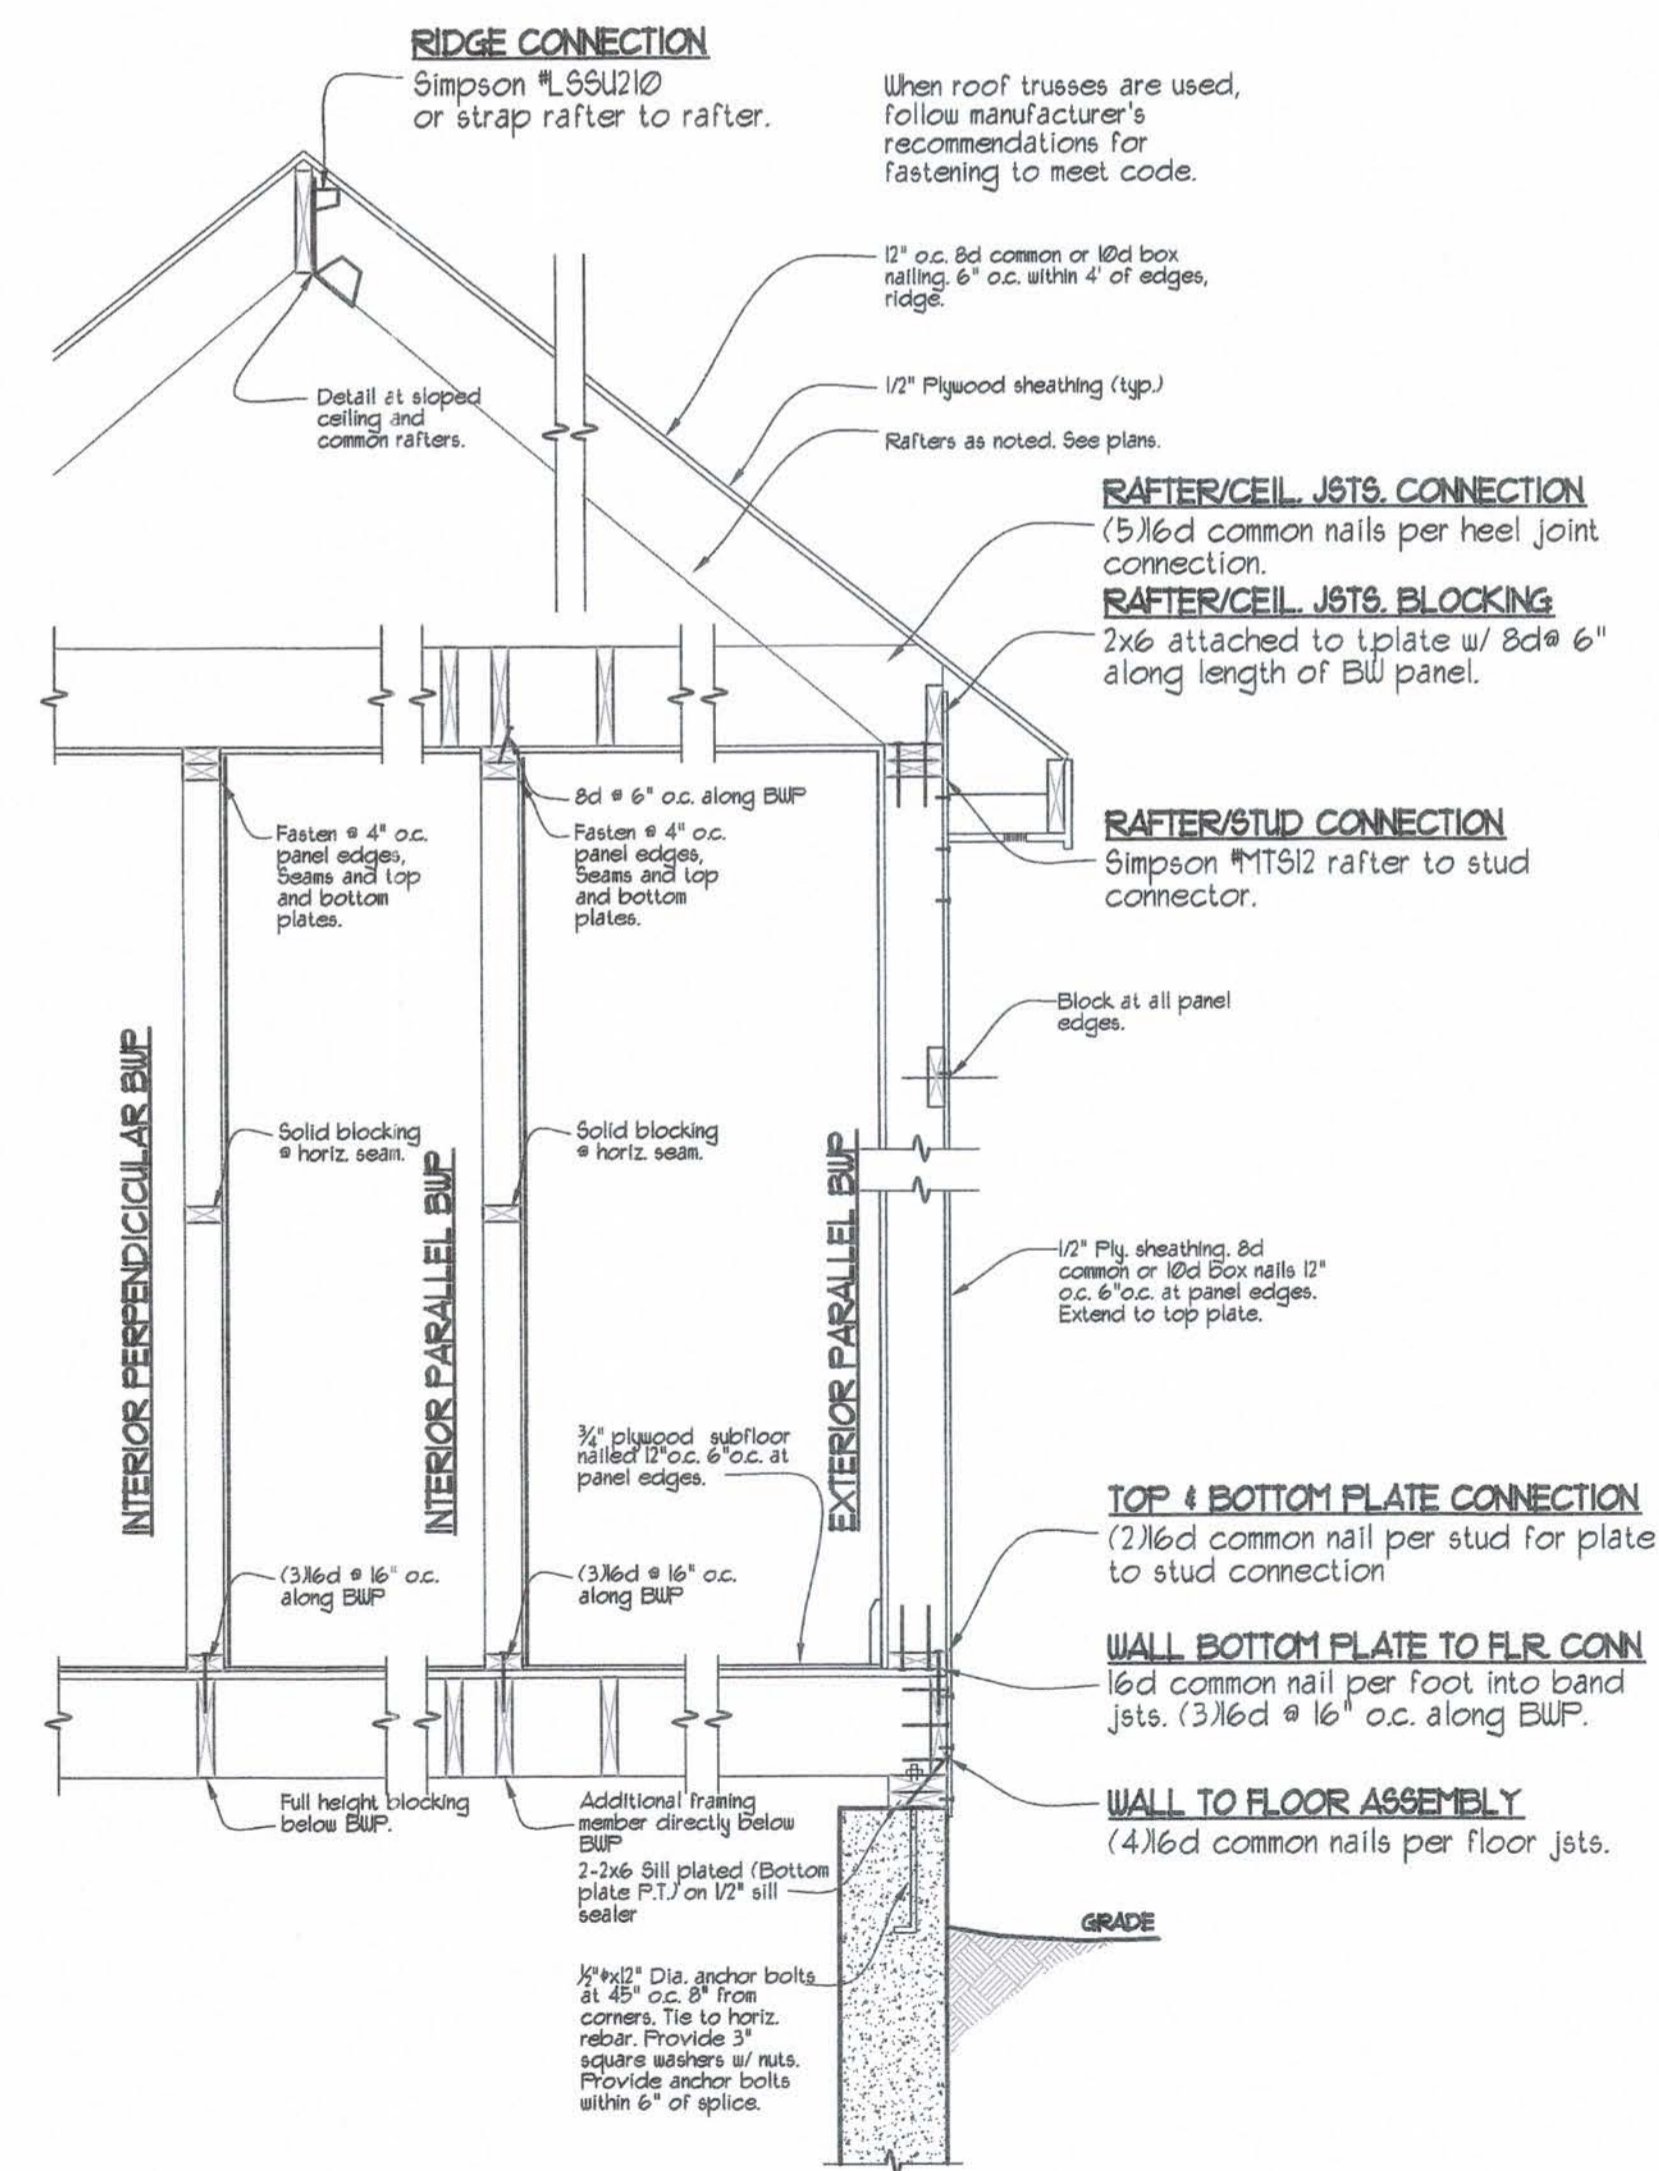 RIDGE CONNECTION
Simpson #LSSU210
or strap rafter to rafter.
When roof trusses are used,
follow manufacturer's
recommendations for
fastening to meet code.
12" o.c. 8d common or 10d box
nailing. 6" o.c. within 4' of edges,
ridge.
1/2" Plywood sheathing (typ.)
Rafters as noted. See plans.
Detail at sloped
ceiling and
common rafters.
RAFTER/CEIL. JSTS. CONNECTION
(5)16d common nails per heel joint
connection.
RAFTER/CEIL. JSTS. BLOCKING
2x6 attached to t.plate w/ 8d@ 6"
along length of BW panel.
RAFTER/STUD CONNECTION
Simpson #MTS12 rafter to stud
connector.
8d @ 6" o.c. along BWP
Fasten @ 4" o.c.
panel edges,
Seams and top
and bottom
plates.
Fasten @ 4" o.c.
panel edges,
Seams and top
and bottom
plates.
Block at all panel
edges.
INTERIOR PERPENDICICULAR BWP
Solid blocking
@ horiz. seam.
INTERIOR PARALLEL BWP
Solid blocking
@ horiz. seam.
EXTERIOR PARALLEL BWP
1/2" Ply. sheathing. 8d
common or 10d box nails 12"
o.c. 6"o.c. at panel edges.
Extend to top plate.
3/4" plywood subfloor
nailed 12"o.c. 6"o.c. at
panel edges.
(3)16d @ 16" o.c.
along BWP
(3)16d @ 16" o.c.
along BWP
TOP & BOTTOM PLATE CONNECTION
(2)16d common nail per stud for plate
to stud connection
WALL BOTTOM PLATE TO FLR CONN
16d common nail per foot into band
jsts. (3)16d @ 16" o.c. along BWP.
WALL TO FLOOR ASSEMBLY
(4)16d common nails per floor jsts.
Full height blocking
below BWP.
Additional framing
member directly below
BWP
2-2x6 Sill plated (Bottom
plate P.T.) on 1/2" sill
sealer
GRADE
1/2"φx12" Dia. anchor bolts
at 45" o.c. 8" from
corners. Tie to horiz.
rebar. Provide 3"
square washers w/ nuts.
Provide anchor bolts
within 6" of splice.